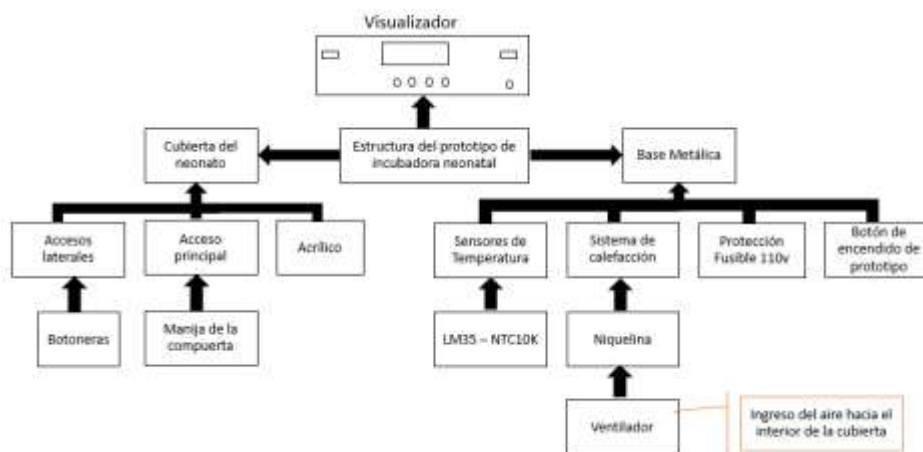 Visualizador
Cubierta del
neonato
Estructura del prototipo de
incubadora neonatal
Base Metálica
Accesos
laterales
Acceso
principal
Acrílico
Sensores de
Temperatura
Sistema de
calefacción
Protección
Fusible 110v
Botón de
encendido de
prototipo
Botoneras
Manija de la
compuerta
LM35 – NTC10K
Niquelina
Ventilador
Ingreso del aire hacia el
interior de la cubierta